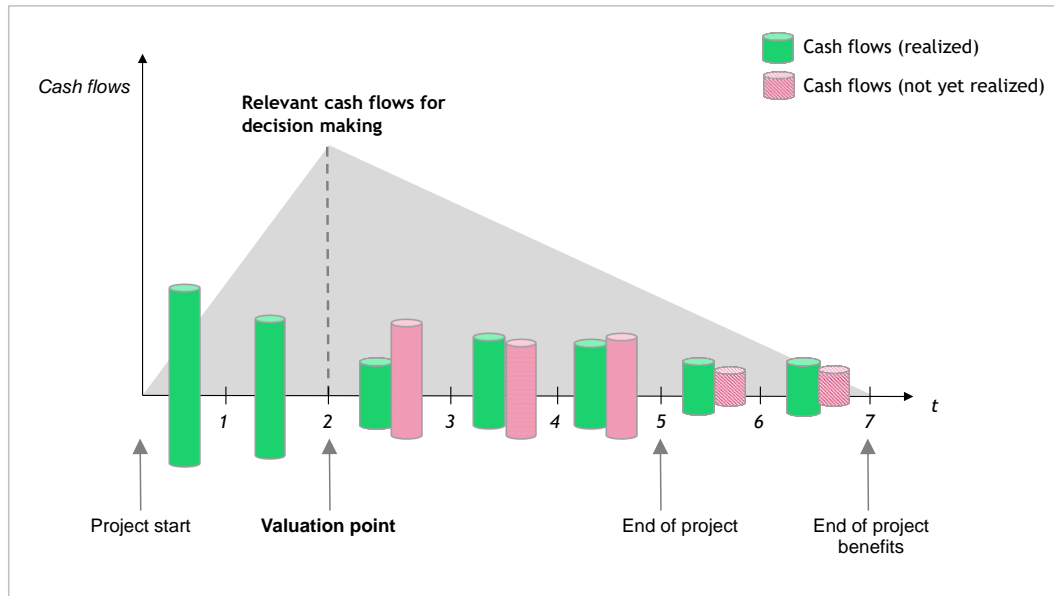 Cash flows (realized)
Cash flows (not yet realized)
Cash flows
Relevant cash flows for
decision making
1
2
3
4
5
6
7
t
Project start
Valuation point
End of project
End of project
benefits